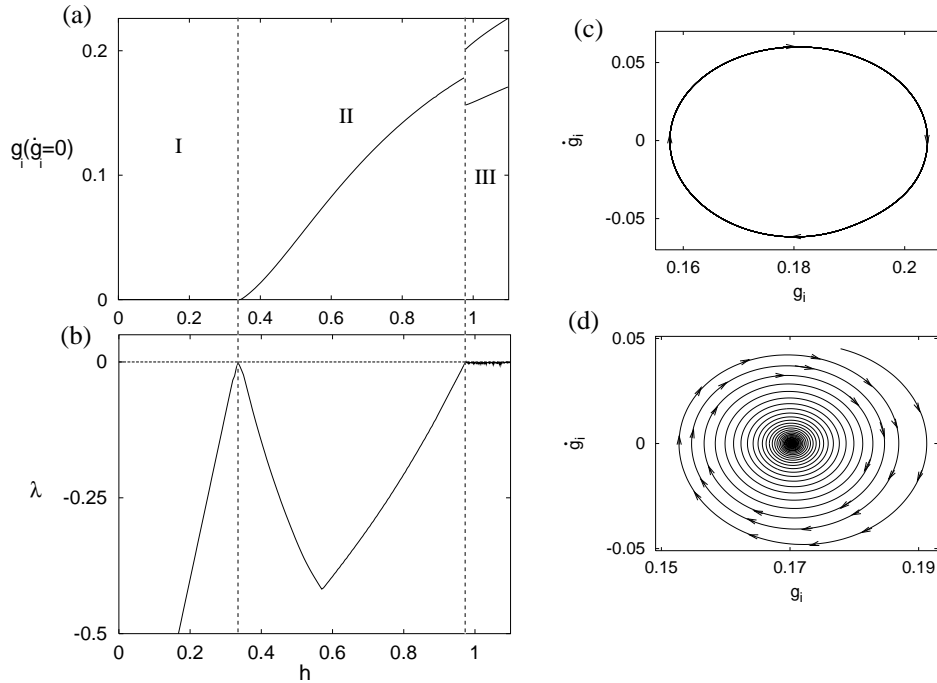 (a)
0.2
0.1
0
g_i(ġ_i=0)
I
II
III
0 0.2 0.4 0.6 0.8 1
(b)
0
-0.25
-0.5
λ
0 0.2 0.4 0.6 0.8 1
h
(c)
0.05
0
-0.05
ġ_i
0.16 0.18 0.2
g_i
(d)
0.05
0
-0.05
ġ_i
0.15 0.17 0.19
g_i